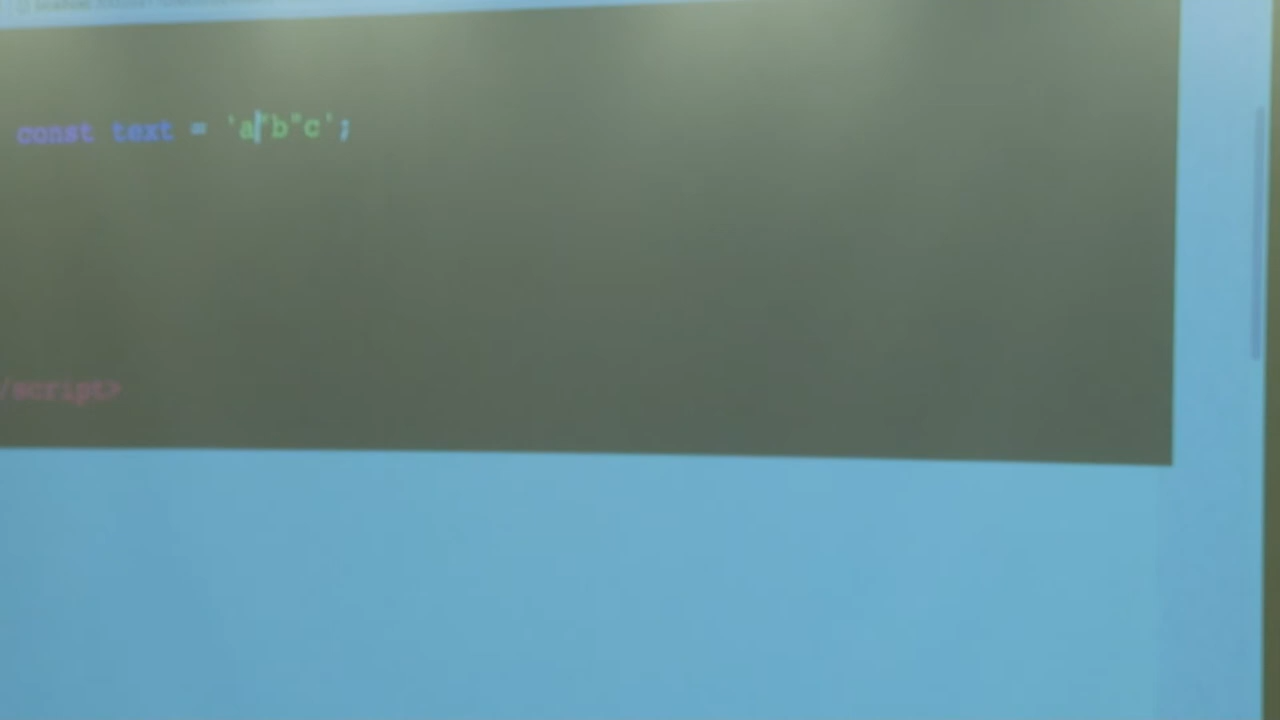 const text = 'a"b"c';
/script>